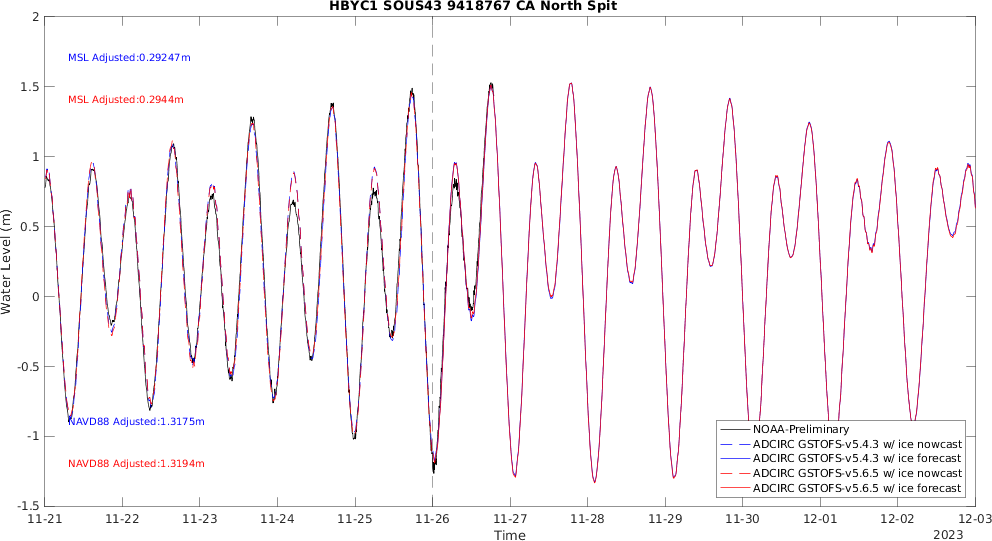 HBYC1 SOUS43 9418767 CA North Spit
2
1.5
1
0.5
0
-0.5
-1
-1.5
Water Level (m)
MSL Adjusted:0.29247m
MSL Adjusted:0.2944m
NAVD88 Adjusted:1.3175m
NAVD88 Adjusted:1.3194m
NOAA-Preliminary
ADCIRC GSTOFS-v5.4.3 w/ ice nowcast
ADCIRC GSTOFS-v5.4.3 w/ ice forecast
ADCIRC GSTOFS-v5.6.5 w/ ice nowcast
ADCIRC GSTOFS-v5.6.5 w/ ice forecast
11-21 11-22 11-23 11-24 11-25 11-26 11-27 11-28 11-29 11-30 12-01 12-02 12-03
Time
2023